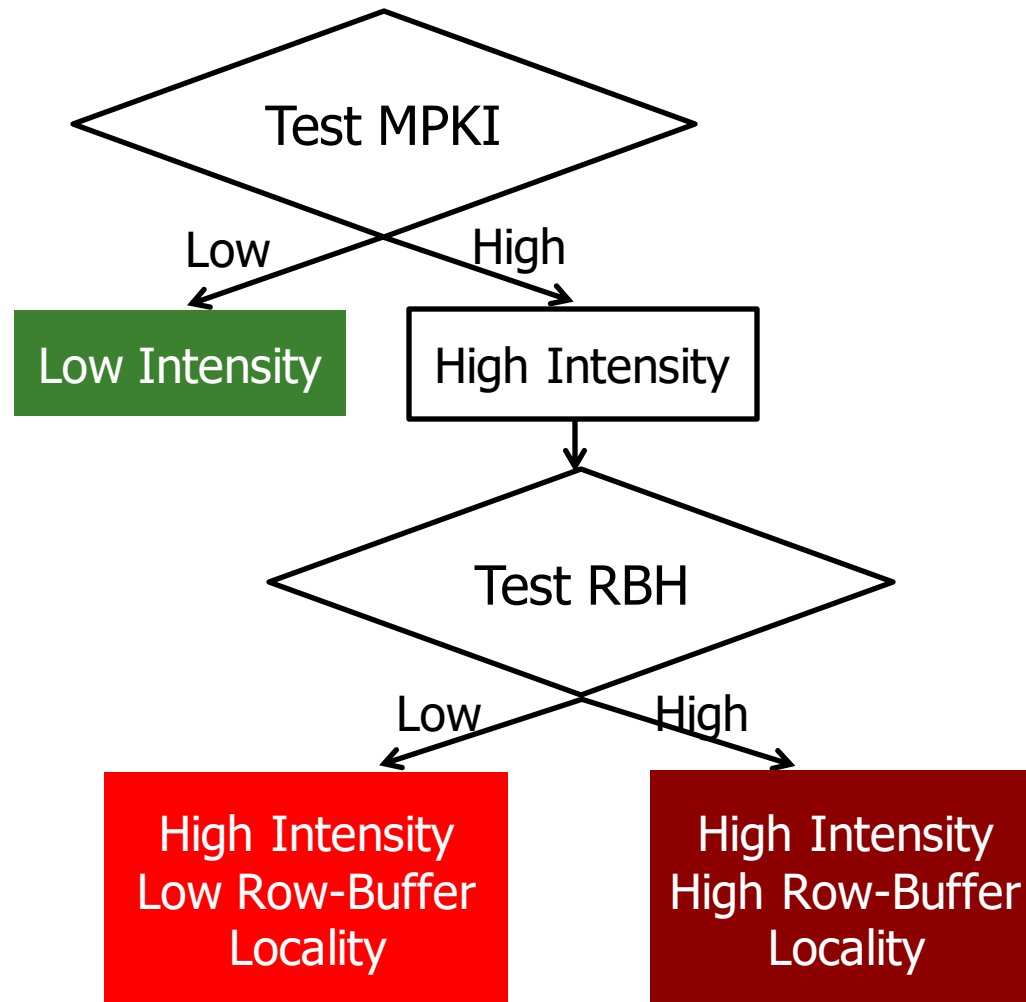 Test MPKI
Low
High
Low Intensity
High Intensity
Test RBH
Low
High
High Intensity
Low Row-Buffer
Locality
High Intensity
High Row-Buffer
Locality